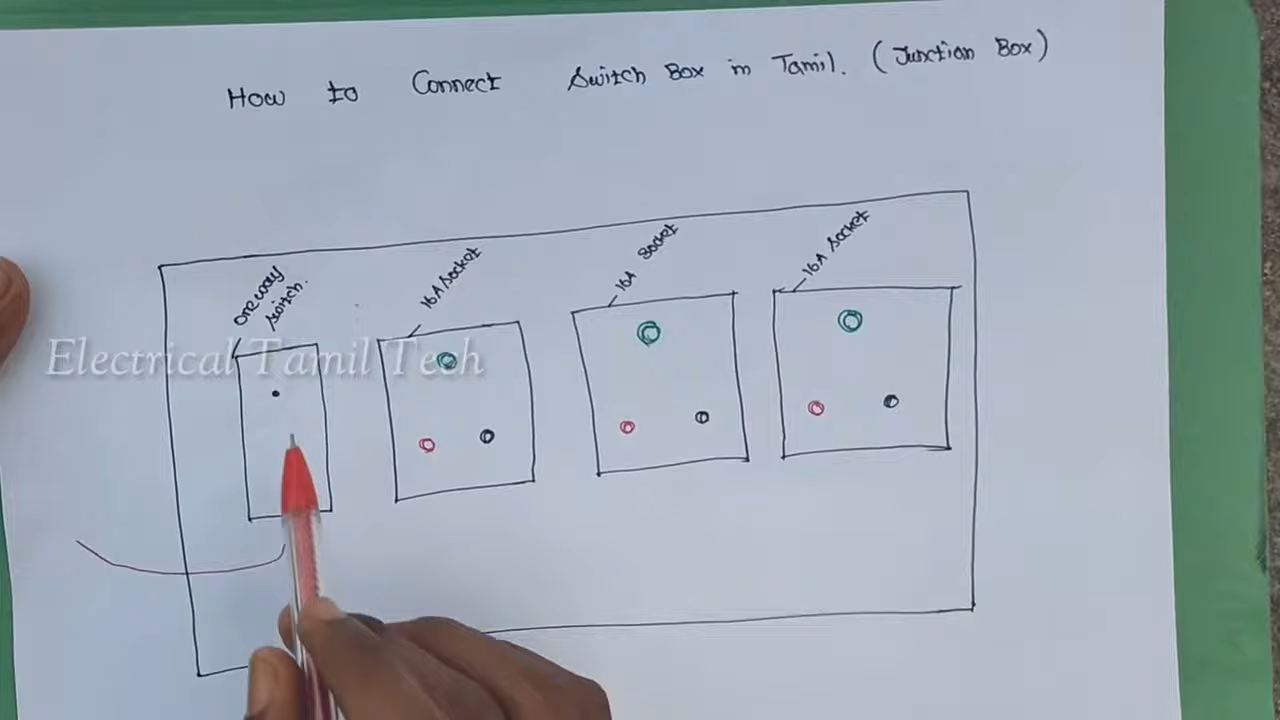 How to Connect Switch Box in Tamil. (Junction Box)
one way
switch.
16A Socket
16A Socket
16A Socket
Electrical Tamil Tech